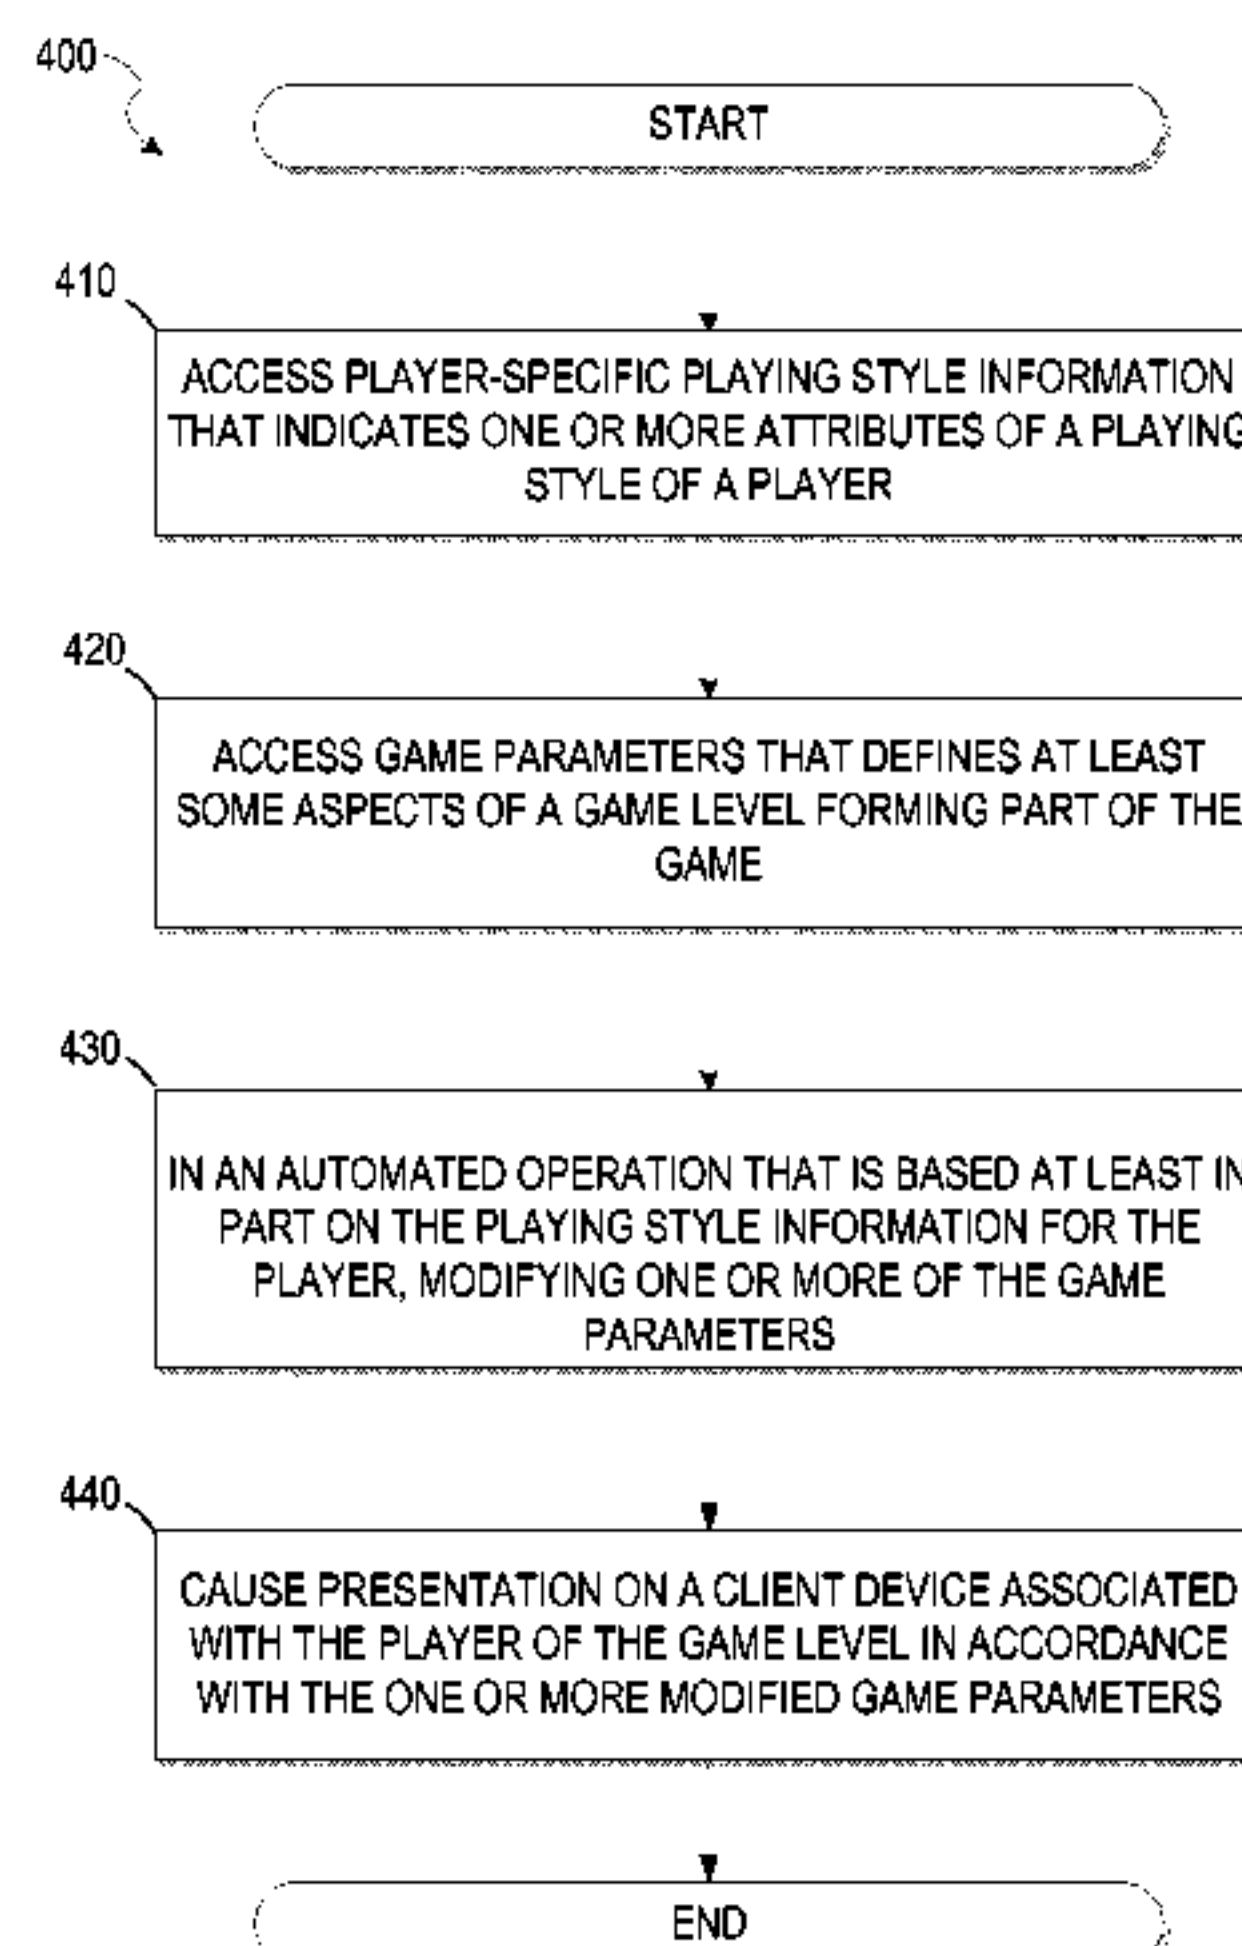 400
START
410
ACCESS PLAYER-SPECIFIC PLAYING STYLE INFORMATION
THAT INDICATES ONE OR MORE ATTRIBUTES OF A PLAYING
STYLE OF A PLAYER
420
ACCESS GAME PARAMETERS THAT DEFINES AT LEAST
SOME ASPECTS OF A GAME LEVEL FORMING PART OF THE
GAME
430
IN AN AUTOMATED OPERATION THAT IS BASED AT LEAST IN
PART ON THE PLAYING STYLE INFORMATION FOR THE
PLAYER, MODIFYING ONE OR MORE OF THE GAME
PARAMETERS
440
CAUSE PRESENTATION ON A CLIENT DEVICE ASSOCIATED
WITH THE PLAYER OF THE GAME LEVEL IN ACCORDANCE
WITH THE ONE OR MORE MODIFIED GAME PARAMETERS
END